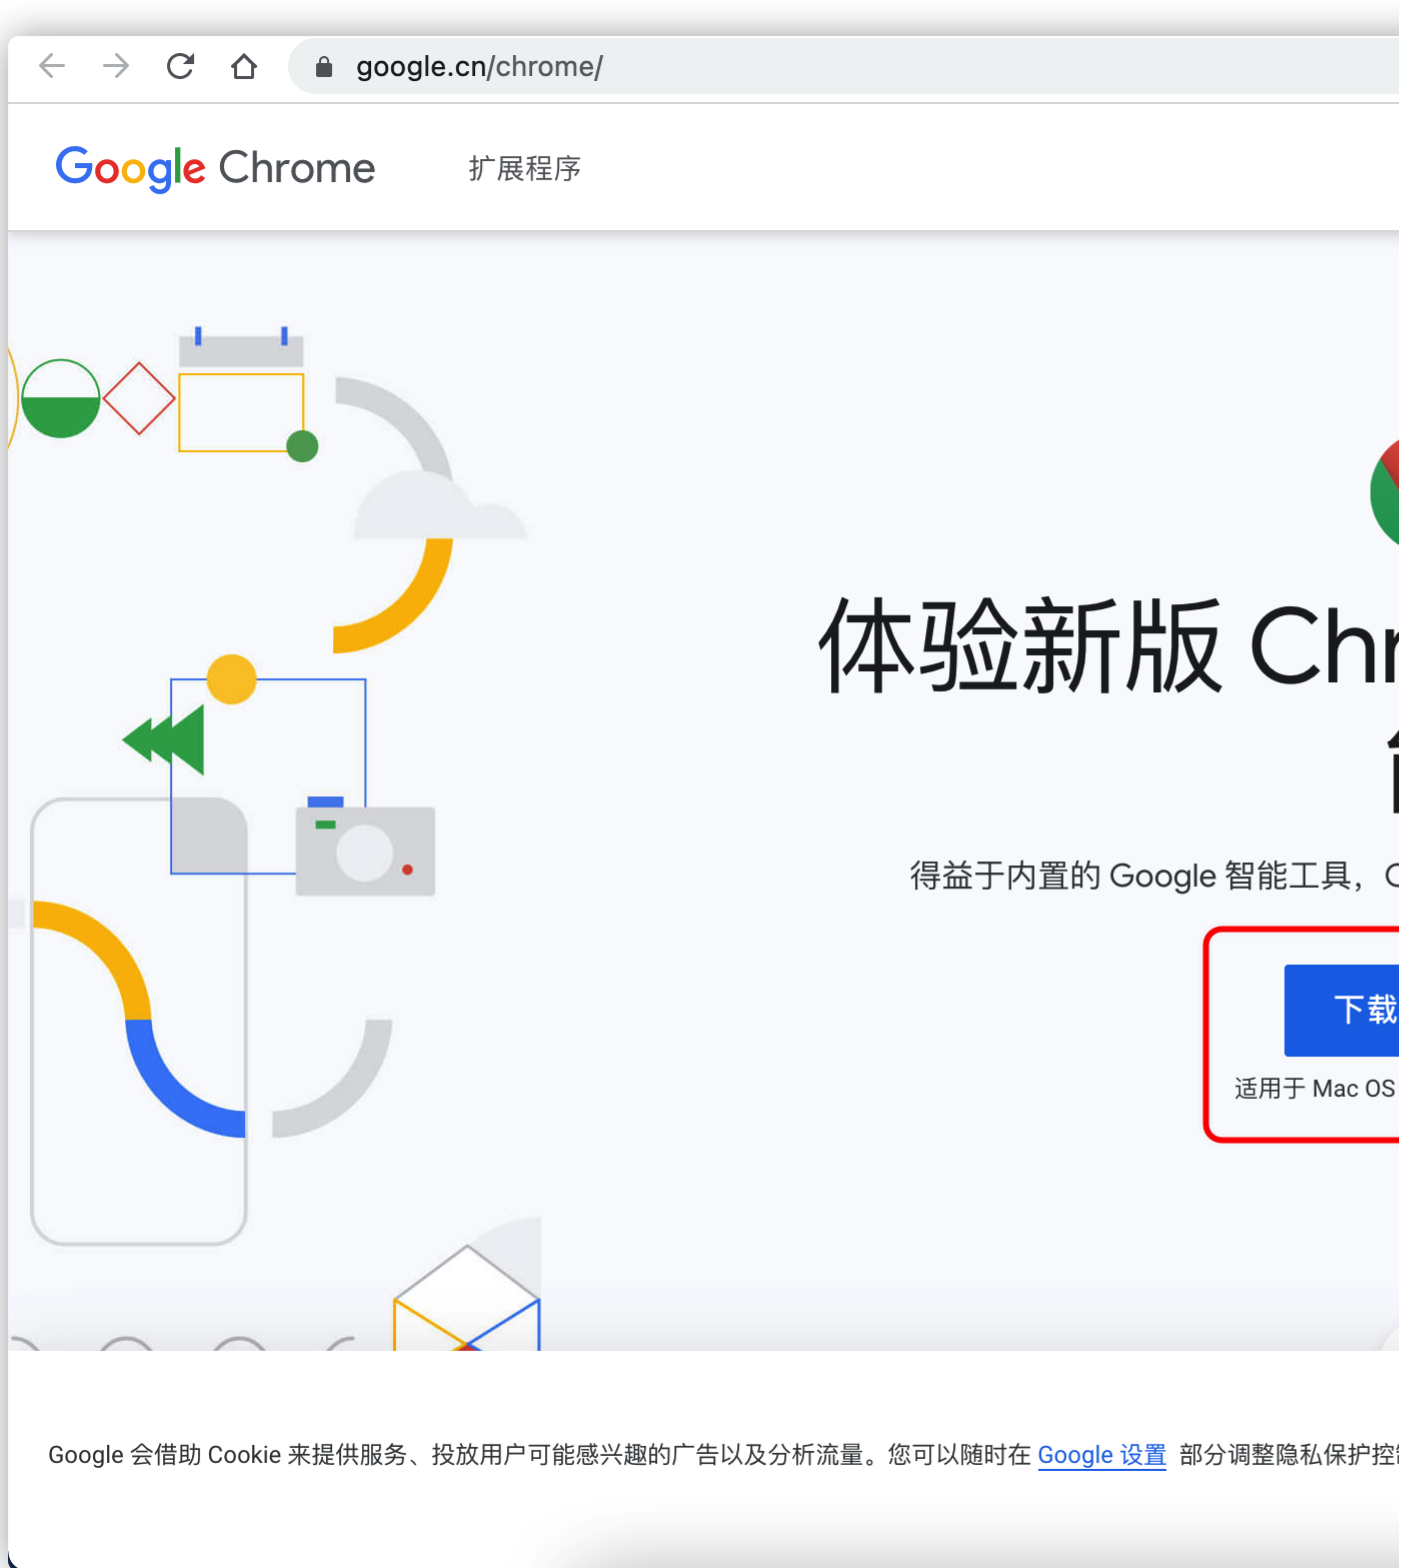 google.cn/chrome/
Google Chrome 扩展程序
体验新版 Chr
得益于内置的 Google 智能工具，C
下载
适用于 Mac OS
Google 会借助 Cookie 来提供服务、投放用户可能感兴趣的广告以及分析流量。您可以随时在 Google 设置 部分调整隐私保护控